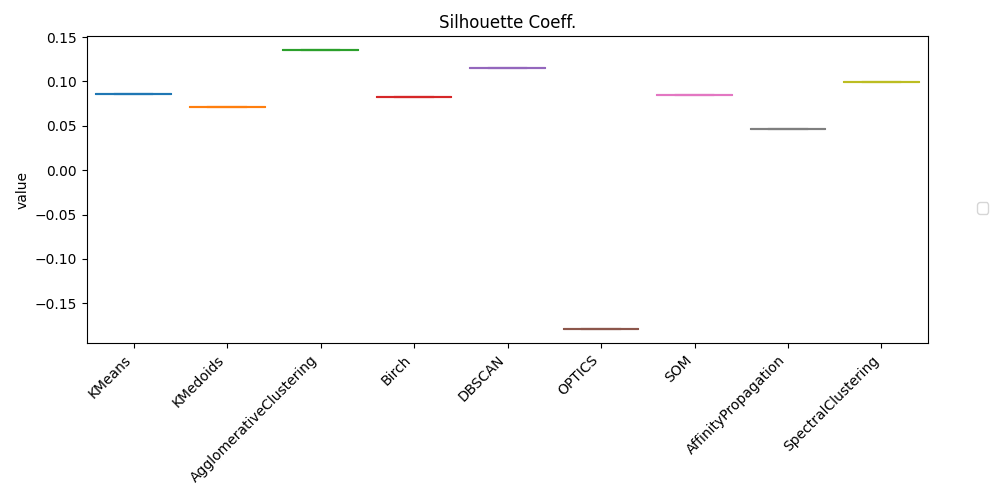 Silhouette Coeff.
value
0.15
0.10
0.05
0.00
−0.05
−0.10
−0.15
KMeans
KMedoids
AgglomerativeClustering
Birch
DBSCAN
OPTICS
SOM
AffinityPropagation
SpectralClustering